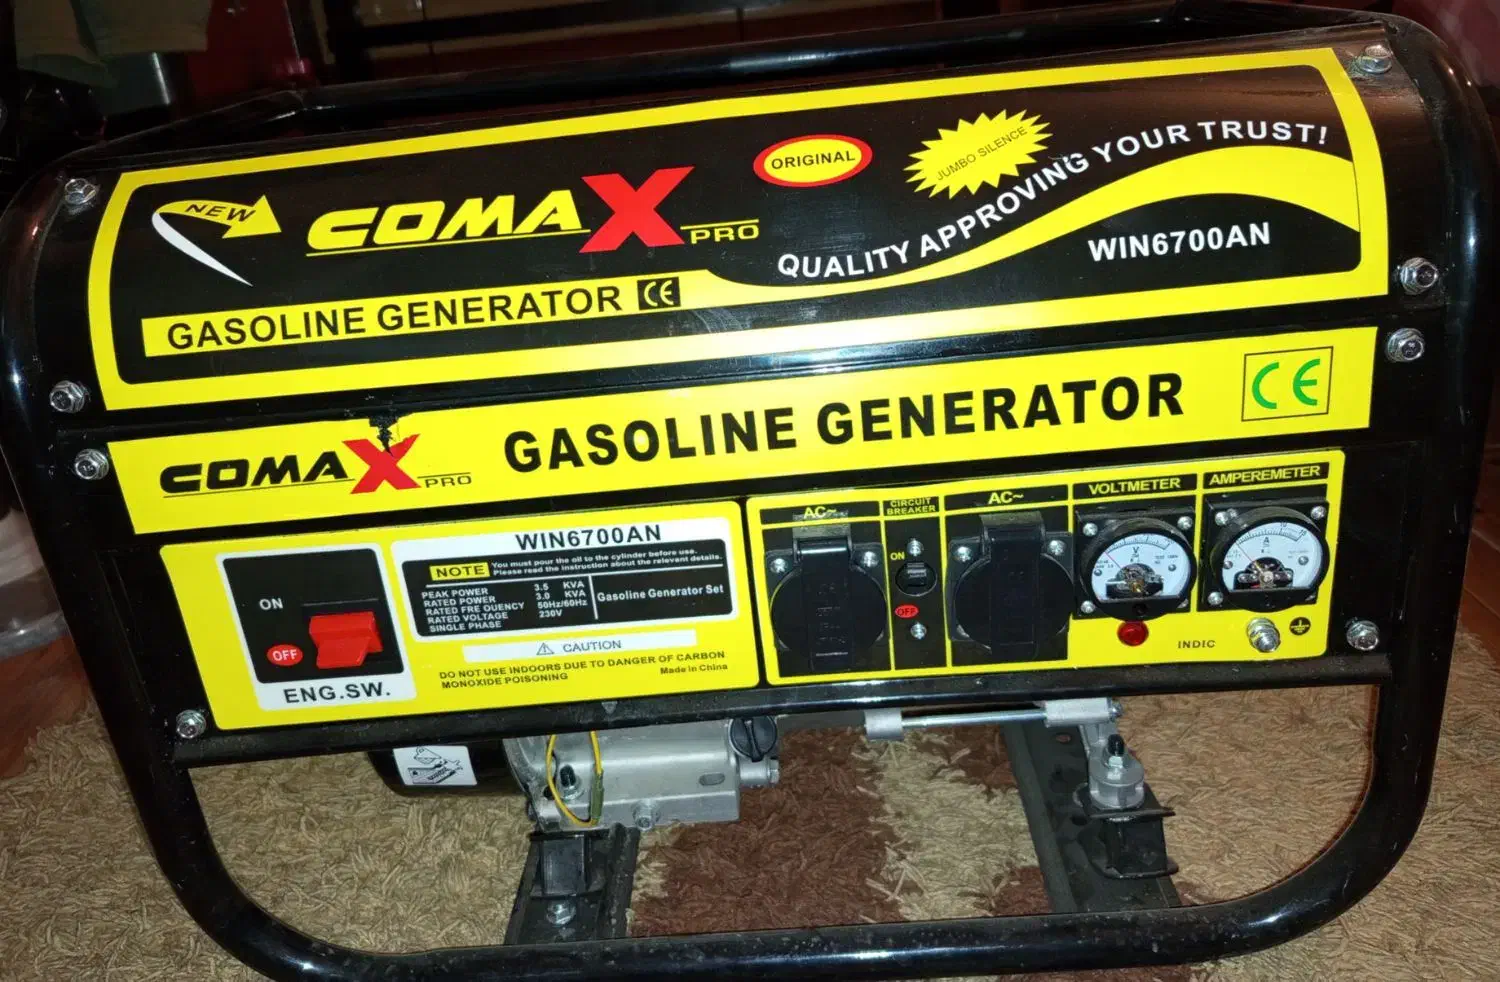 NEW
COMAX PRO
ORIGINAL
JUMBO SILENCE
QUALITY APPROVING YOUR TRUST!
WIN6700AN
GASOLINE GENERATOR CE
COMAX PRO
GASOLINE GENERATOR
CE
ON
OFF
ENG.SW.
WIN6700AN
NOTE You must pour the oil to the cylinder before use.
Please read the instruction about the relevant details.
PEAK POWER 3.5 KVA
RATED POWER 3.0 KVA
RATED FRE OUENCY 50Hz/60Hz
RATED VOLTAGE 230V
SINGLE PHASE
Gasoline Generator Set
CAUTION
DO NOT USE INDOORS DUE TO DANGER OF CARBON
MONOXIDE POISONING
Made in China
AC~
CIRCUIT
BREAKER
ON
OFF
AC~
VOLTMETER
V
AMPEREMETER
A
INDIC